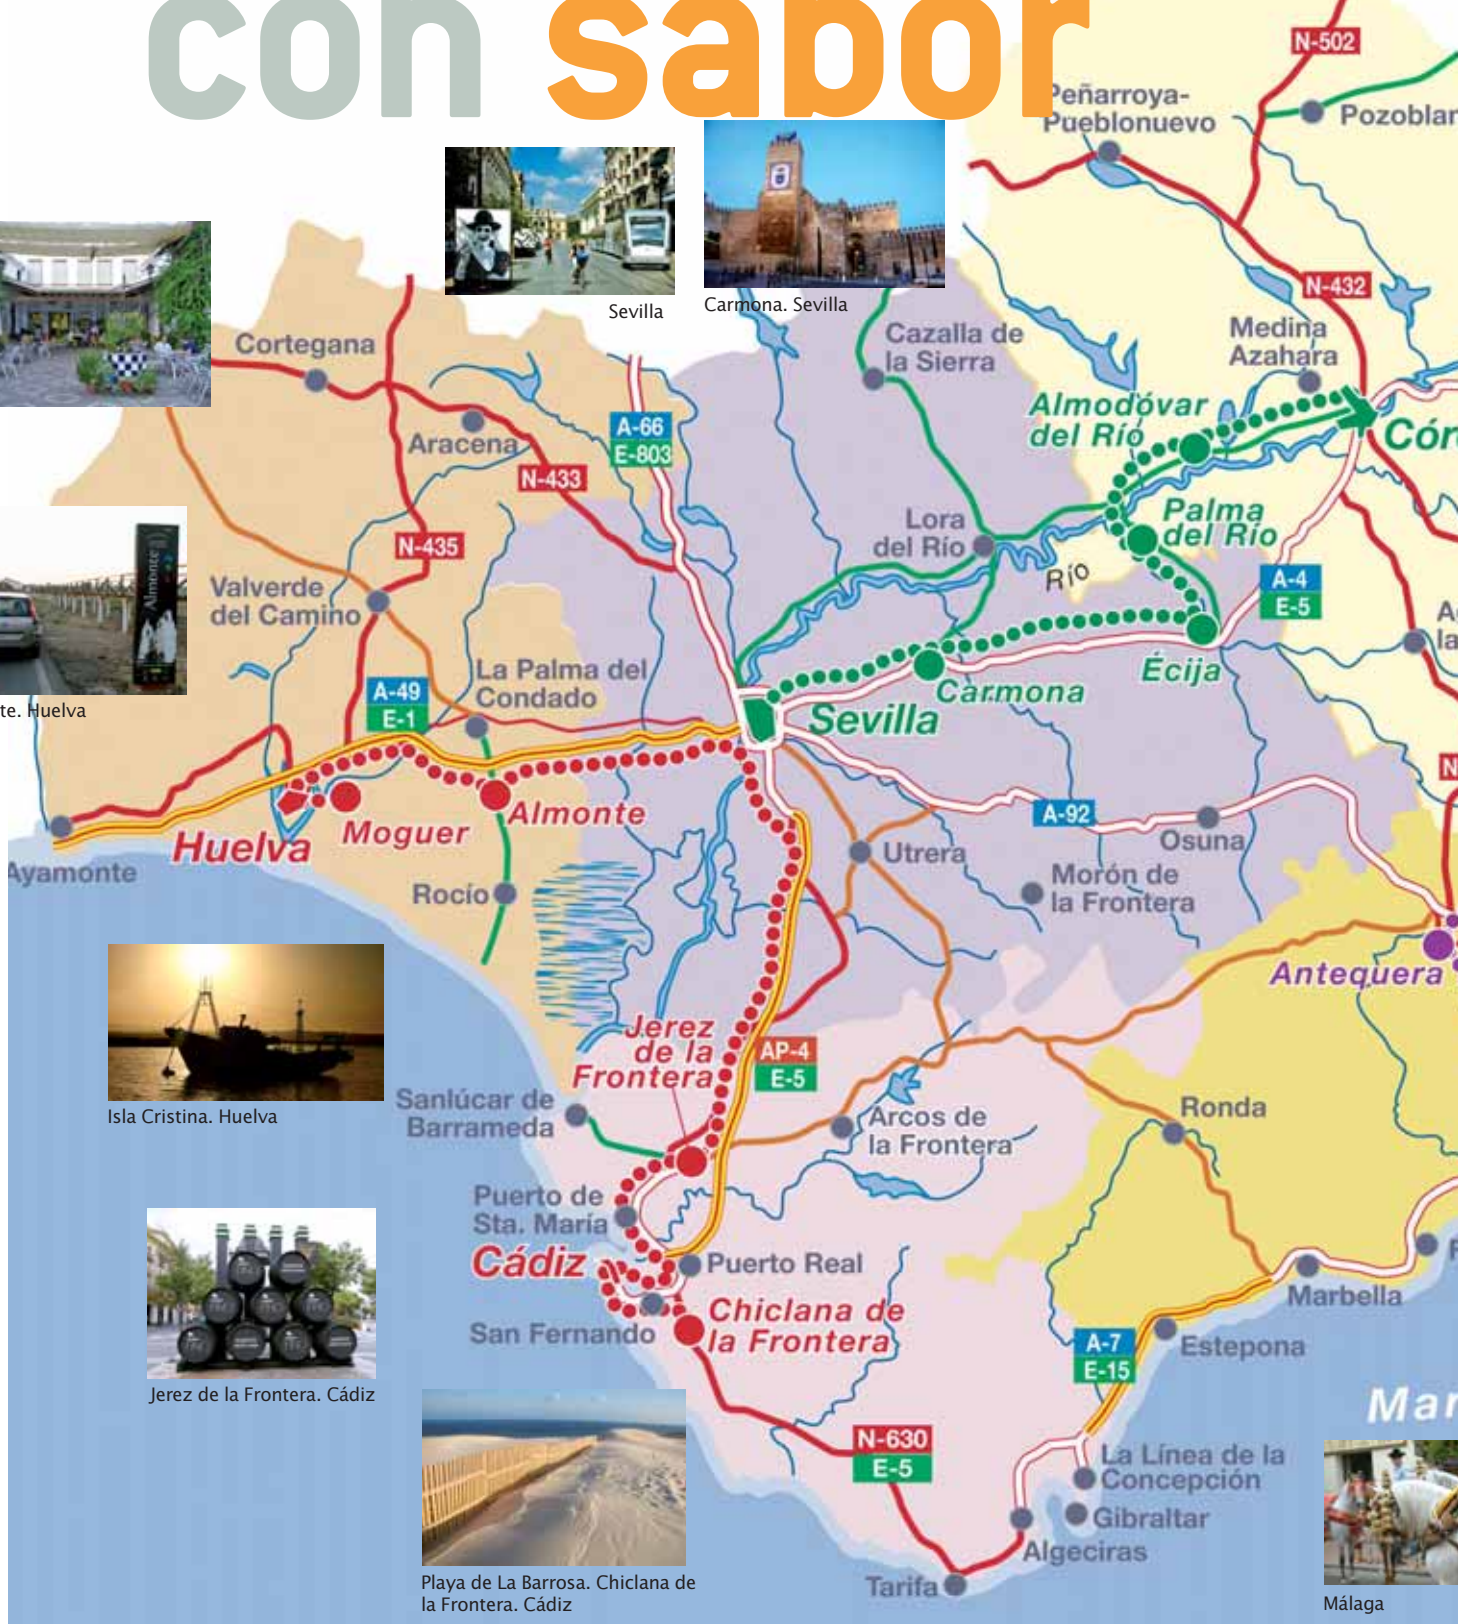 con sabor
N-502
Peñarroya-
Pueblonuevo
Sevilla
Carmona. Sevilla
N-432
Cortegana
Cazalla de
la Sierra
Medina
Azahara
Aracena
A-66
E-803
Almodóvar
del Río
N-433
N-435
Lora
del Río
Palma
del Río
Río
Almonte
Valverde
del Camino
A-4
E-5
La Palma del
Condado
A-49
E-1
Huelva
Écija
Carmona
Sevilla
Almonte
Moguer
Huelva
A-92
Osuna
Utrera
Ayamonte
Rocío
Morón de
la Frontera
Antequera
Jerez
de la
Frontera
AP-4
E-5
Isla Cristina. Huelva
Sanlúcar de
Barrameda
Arcos de
la Frontera
Ronda
Puerto de
Sta. María
Cádiz
Puerto Real
San Fernando
Chiclana de
la Frontera
Marbella
Estepona
A-7
E-15
Jerez de la Frontera. Cádiz
N-630
E-5
La Línea de la
Concepción
Gibraltar
Algeciras
Tarifa
Playa de La Barrosa. Chiclana de
la Frontera. Cádiz
Málaga